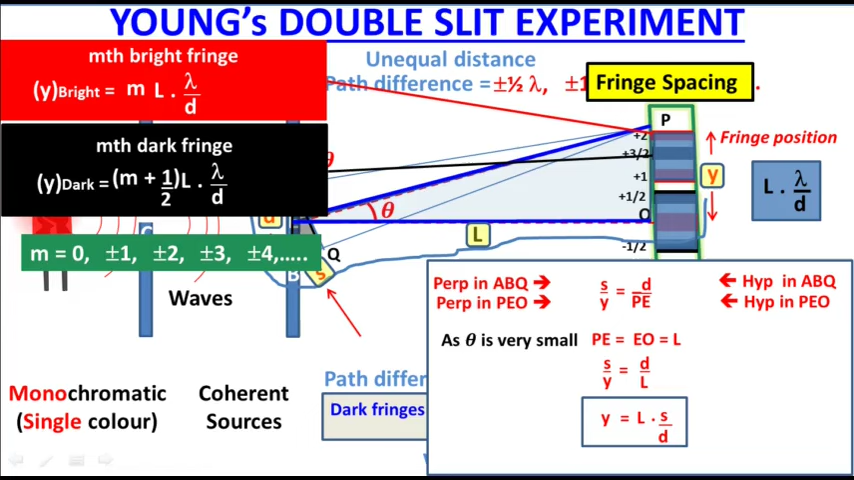 YOUNG's DOUBLE SLIT EXPERIMENT
mth bright fringe
(y)Bright = m L . λ/d
Unequal distance
Path difference = ±½ λ, ±1
.
Fringe Spacing
mth dark fringe
(y)Dark = (m + 1/2)L . λ/d
m = 0, ±1, ±2, ±3, ±4,.....
P
+2
+3/2
+1
+1/2
O
-1/2
Fringe position
y
L . λ/d
θ
θ
d
L
Q
S
B
Waves
Perp in ABQ → s/y = d/PE ← Hyp in ABQ
Perp in PEO → ← Hyp in PEO
As θ is very small PE = EO = L
s/y = d/L
y = L . s/d
Monochromatic
(Single colour)
Coherent
Sources
Path differ
Dark fringes